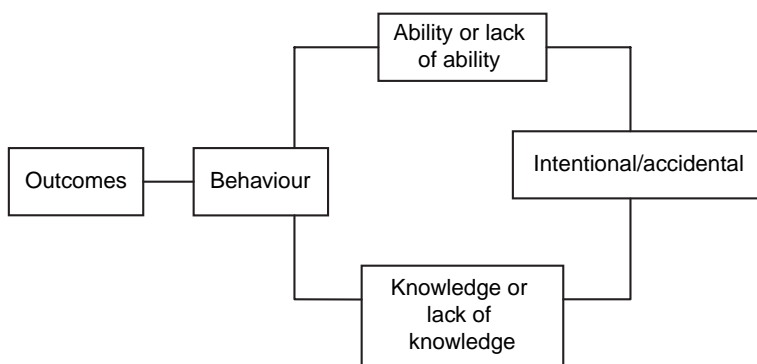 Ability or lack
of ability
Outcomes
Behaviour
Intentional/accidental
Knowledge or
lack of
knowledge